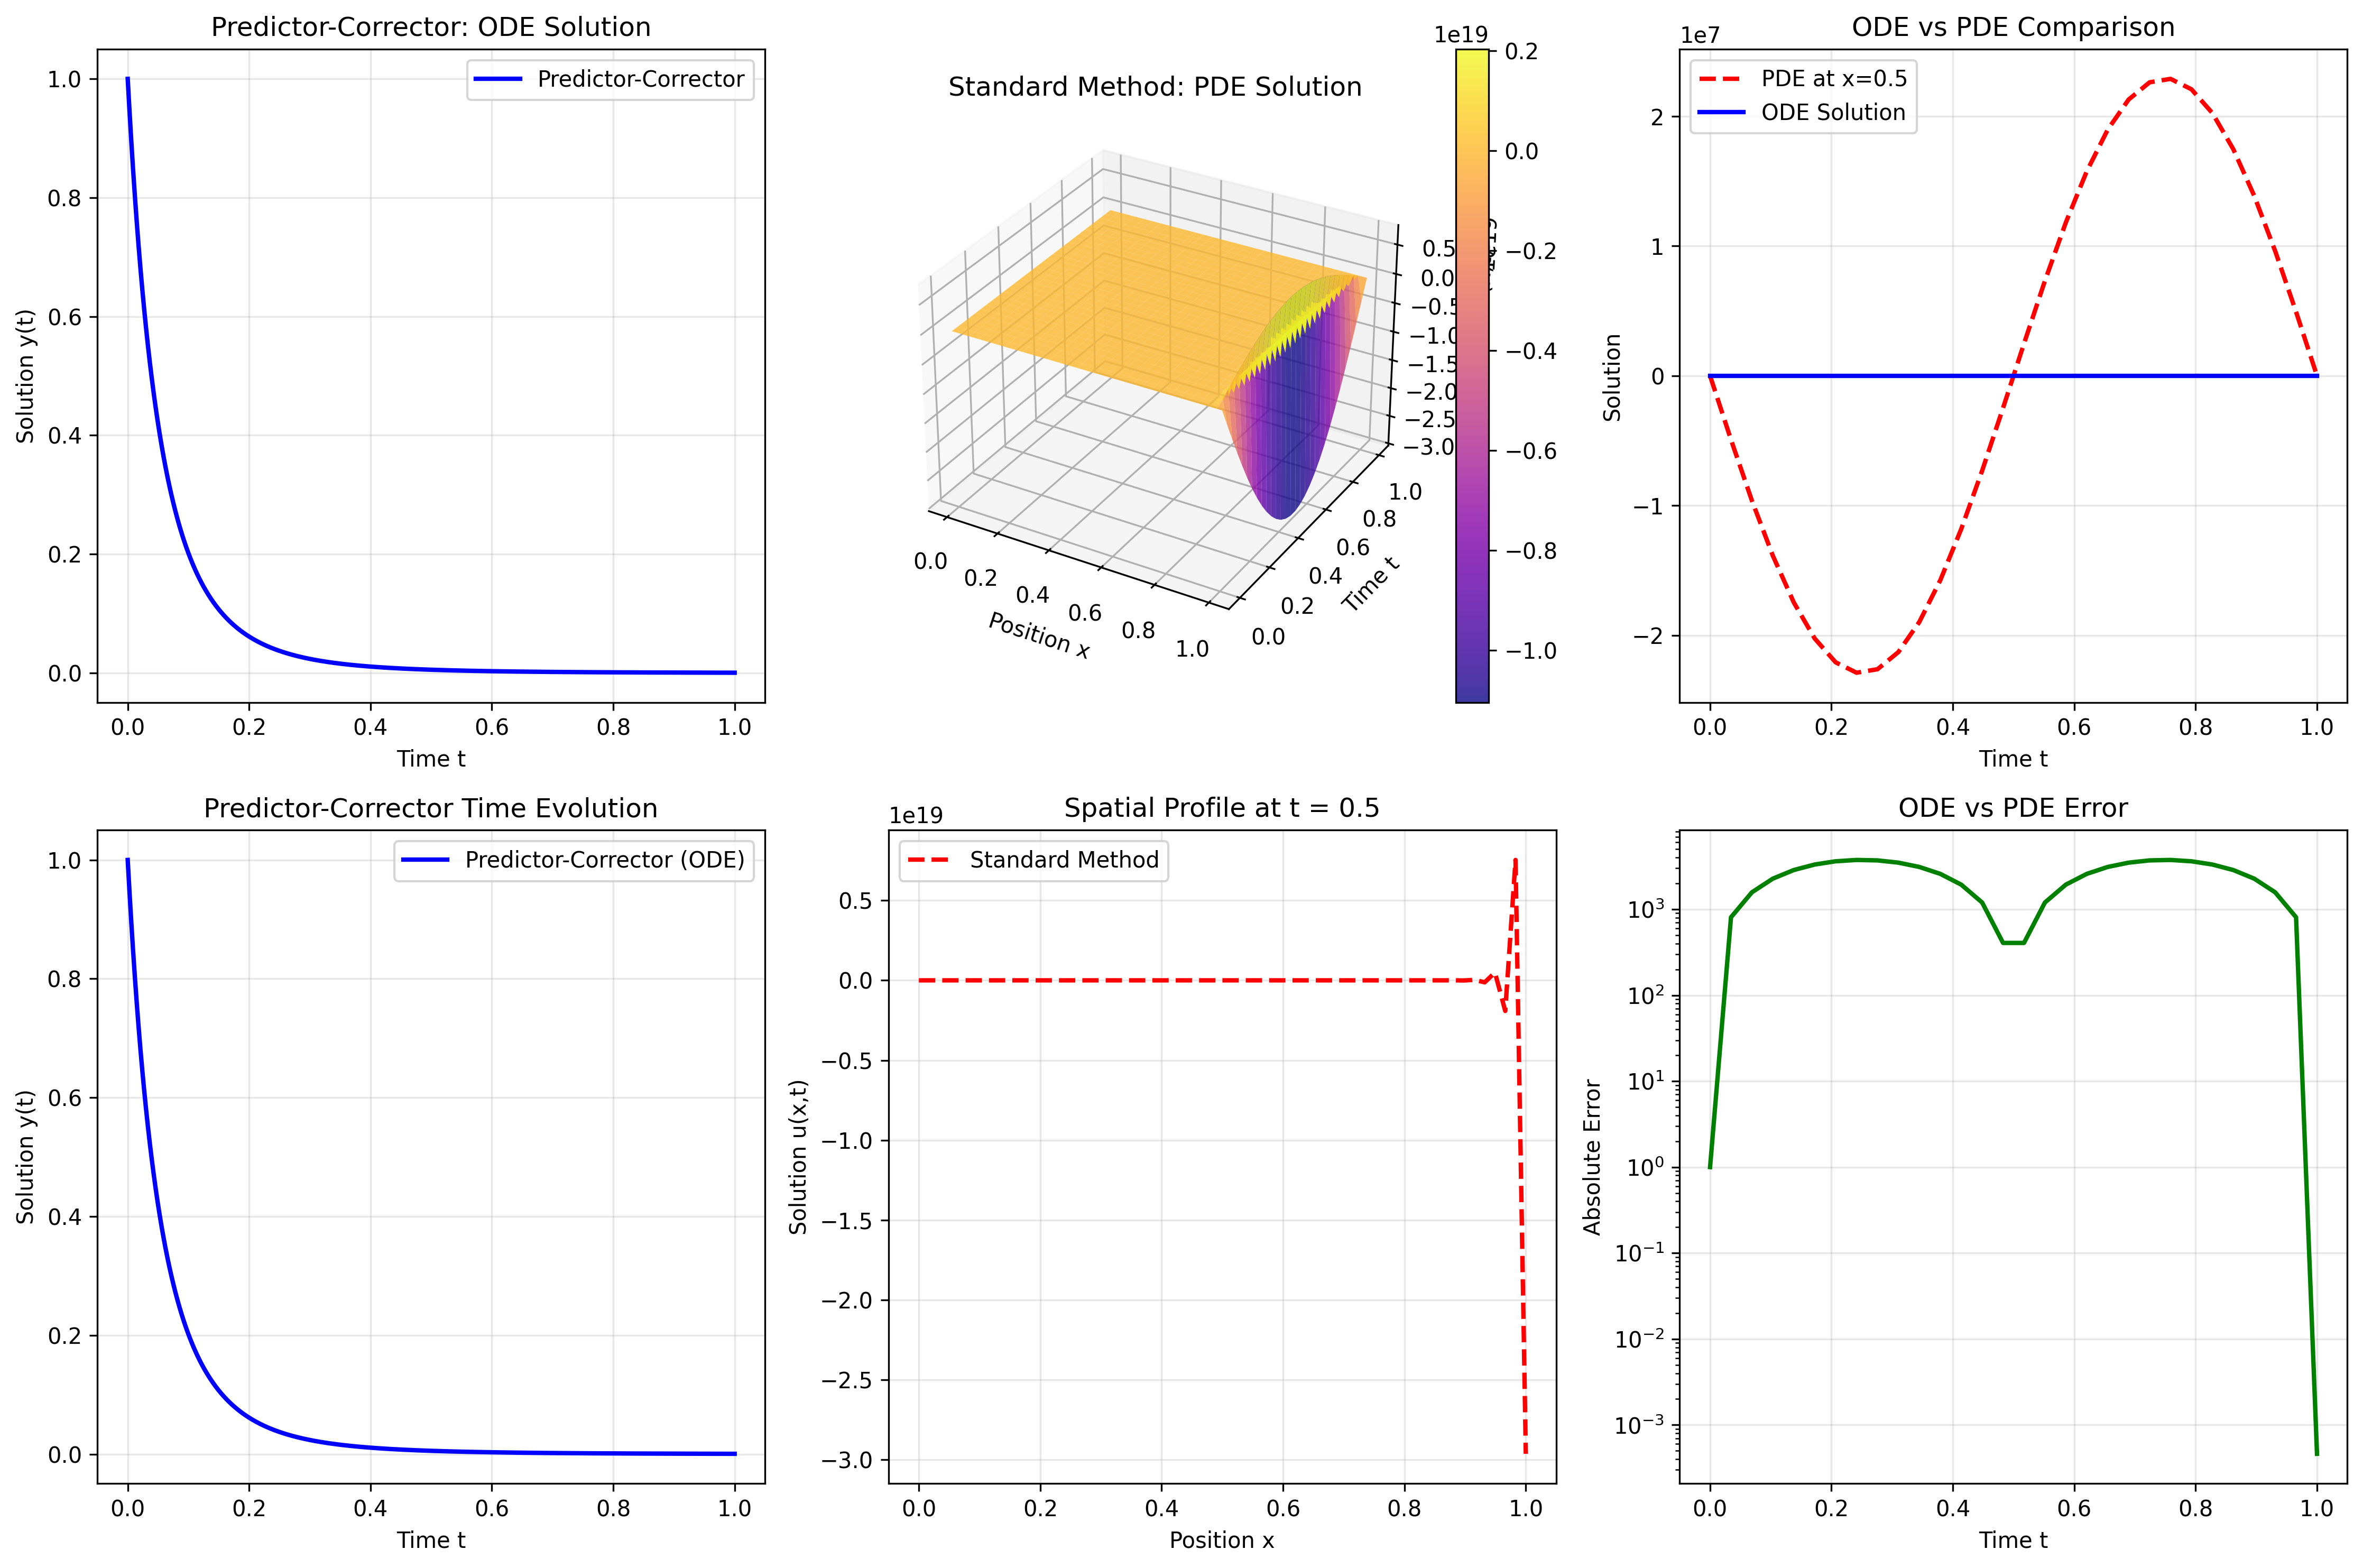 Predictor-Corrector: ODE Solution
Predictor-Corrector
1.0
0.8
0.6
0.4
0.2
0.0
Solution y(t)
0.0 0.2 0.4 0.6 0.8 1.0
Time t
Standard Method: PDE Solution
0.5
0.0
−0.5
−1.0
−1.5
−2.0
−2.5
−3.0
0.0 0.2 0.4 0.6 0.8 1.0
Position x
0.0 0.2 0.4 0.6 0.8 1.0
Time t
1e19
0.2
0.0
−0.2
−0.4
−0.6
−0.8
−1.0
ODE vs PDE Comparison
1e7
PDE at x=0.5
ODE Solution
2
1
0
−1
−2
Solution
0.0 0.2 0.4 0.6 0.8 1.0
Time t
Predictor-Corrector Time Evolution
Predictor-Corrector (ODE)
1.0
0.8
0.6
0.4
0.2
0.0
Solution y(t)
0.0 0.2 0.4 0.6 0.8 1.0
Time t
Spatial Profile at t = 0.5
1e19
Standard Method
0.5
0.0
−0.5
−1.0
−1.5
−2.0
−2.5
−3.0
Solution u(x,t)
0.0 0.2 0.4 0.6 0.8 1.0
Position x
ODE vs PDE Error
10³
10²
10¹
10⁰
10⁻¹
10⁻²
10⁻³
Absolute Error
0.0 0.2 0.4 0.6 0.8 1.0
Time t